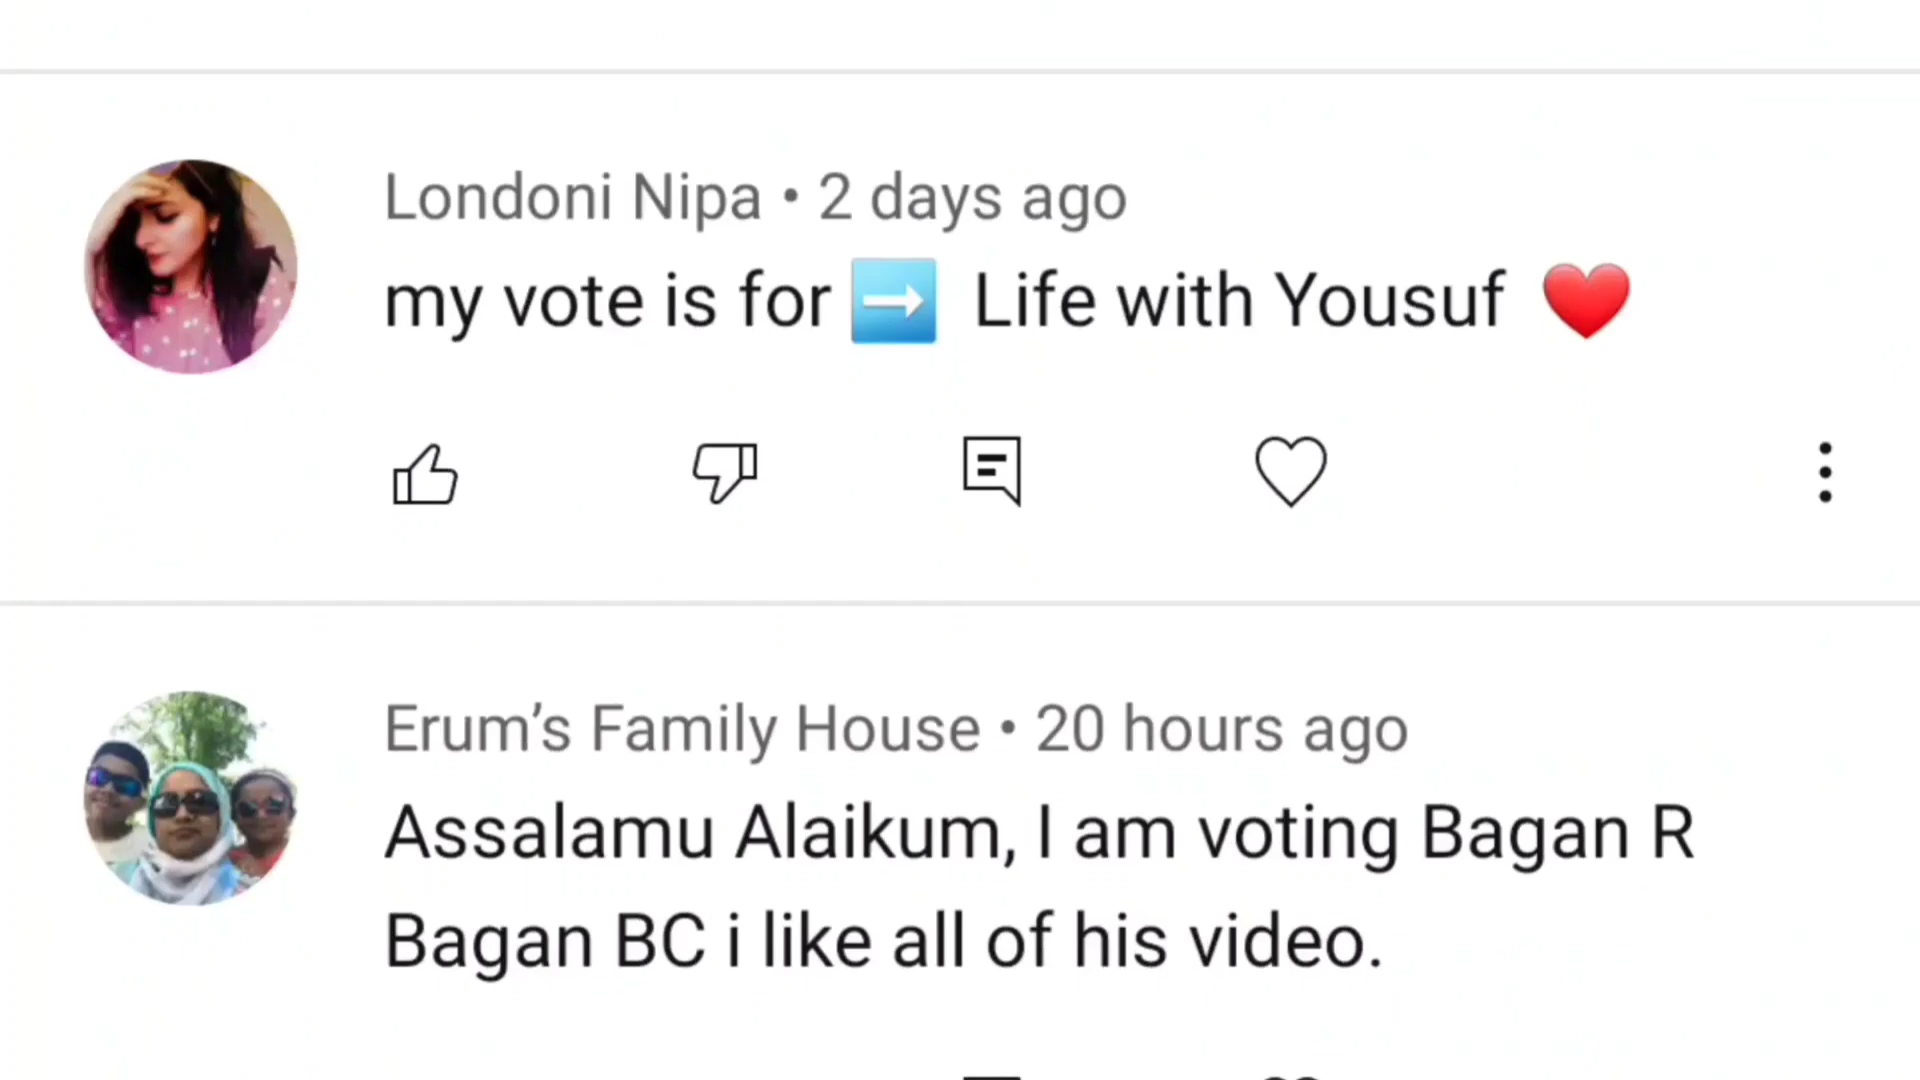 Londoni Nipa • 2 days ago
my vote is for ➡️ Life with Yousuf ❤️
Erum’s Family House • 20 hours ago
Assalamu Alaikum, I am voting Bagan R
Bagan BC i like all of his video.